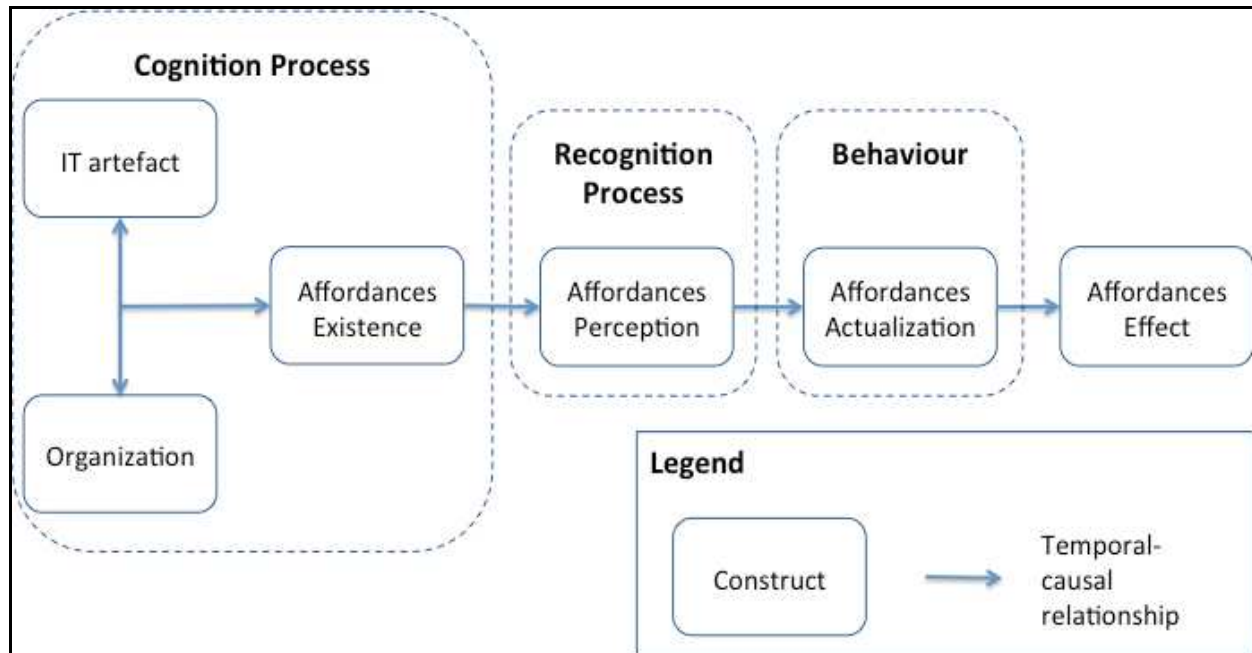 Cognition Process
IT artefact
Organization
Affordances
Existence
Recognition
Process
Affordances
Perception
Behaviour
Affordances
Actualization
Affordances
Effect
Legend
Construct
Temporal-
causal
relationship